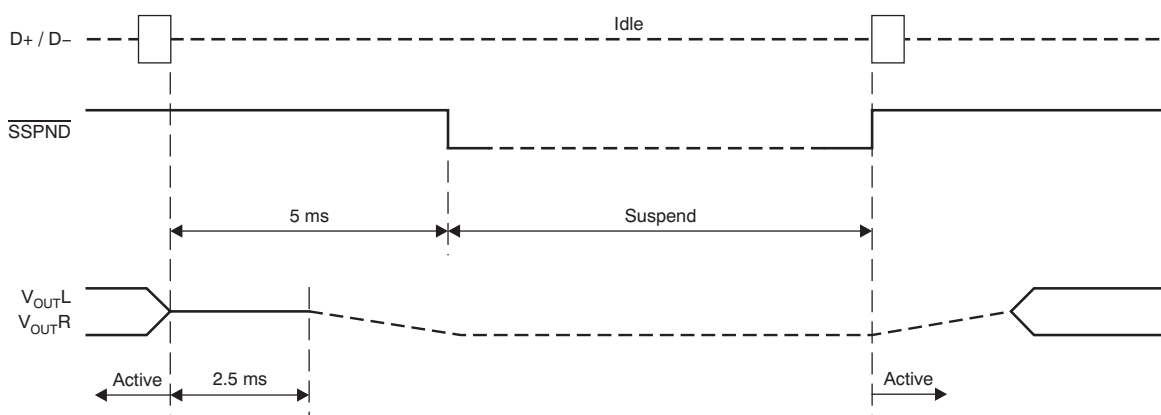 Idle
D+ / D–
SSPND
5 ms
Suspend
VOUTL
VOUTR
Active
2.5 ms
Active